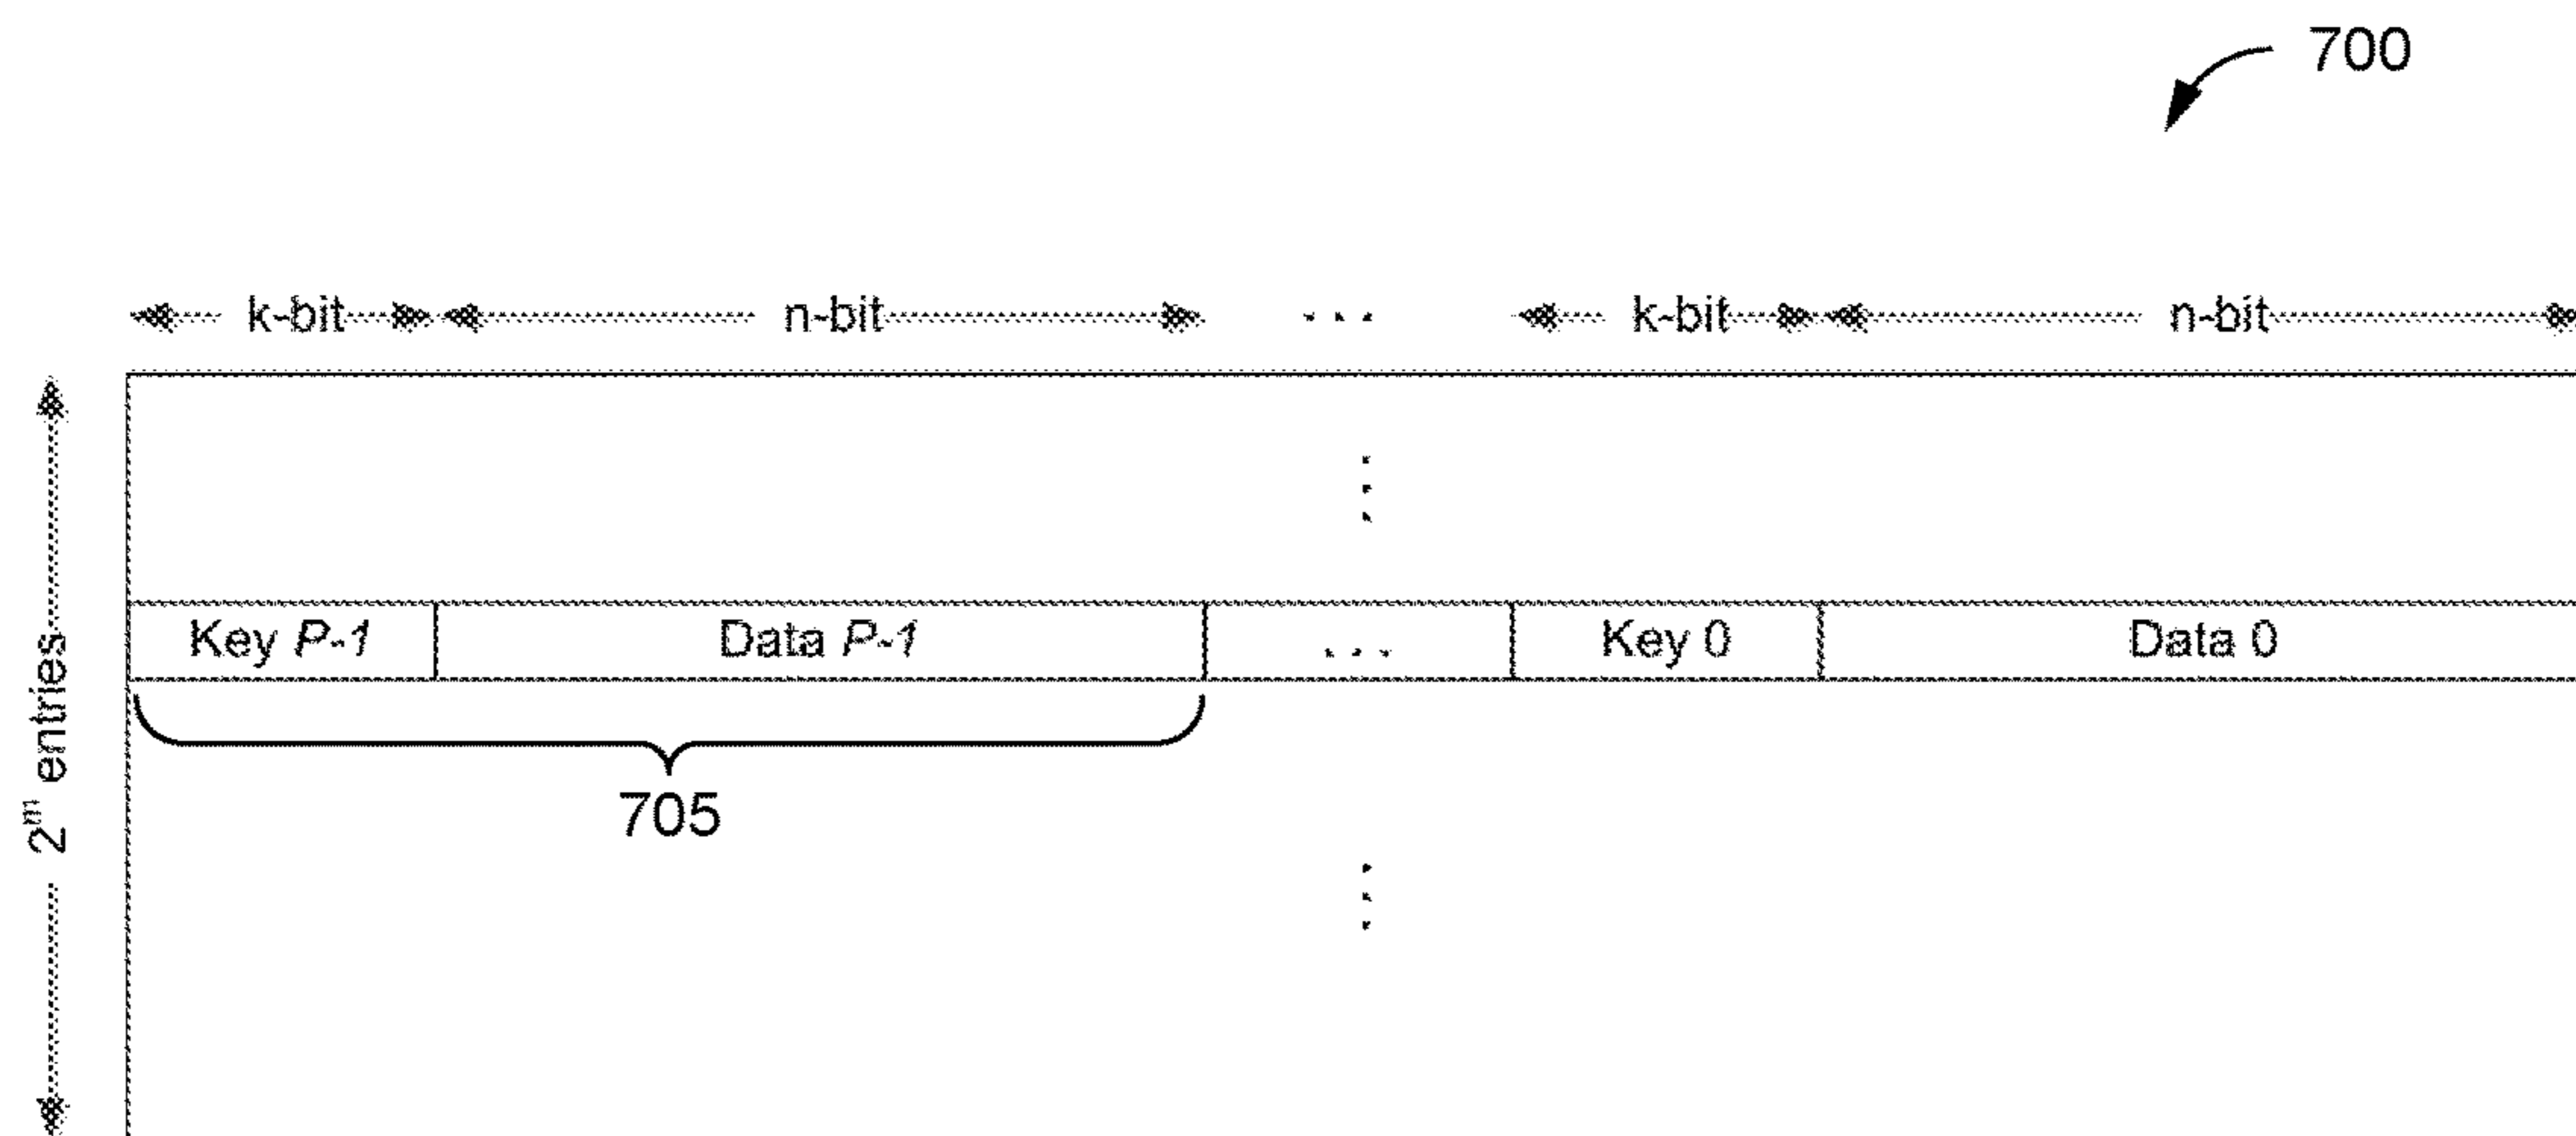 700
k-bit n-bit . . . k-bit n-bit
Key P-1 Data P-1 . . . Key 0 Data 0
705
2^m entries